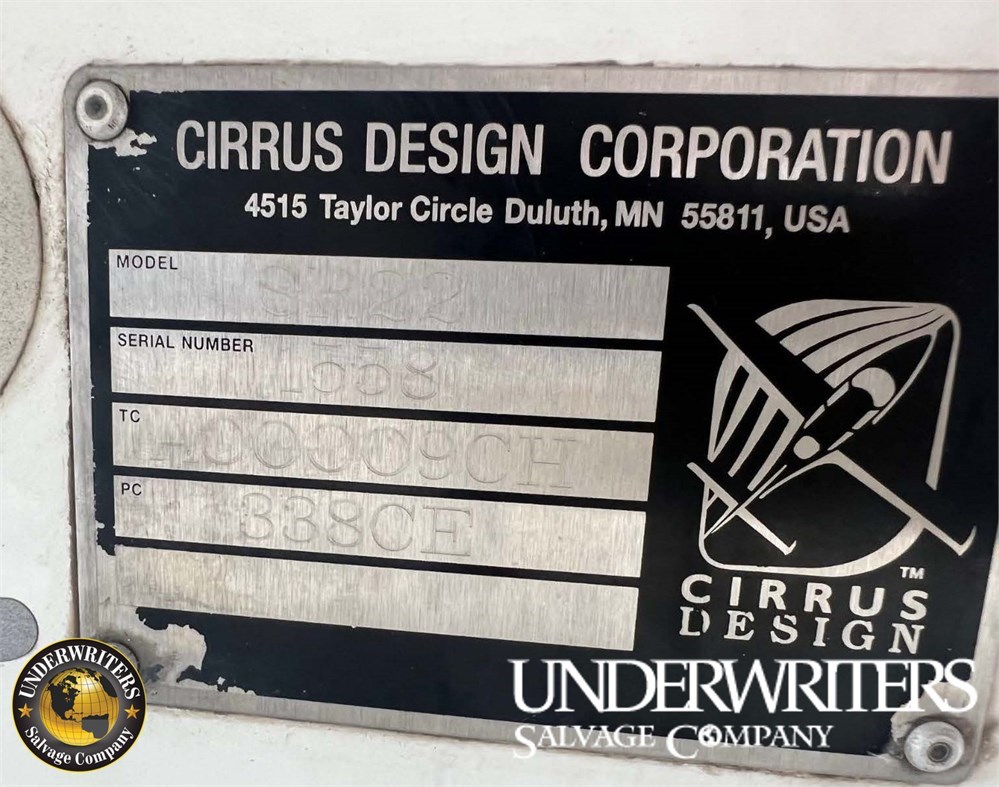 CIRRUS DESIGN CORPORATION
4515 Taylor Circle Duluth, MN 55811, USA
MODEL
SR22
SERIAL NUMBER
1558
TC
A00009CH
PC
338CE
CIRRUS™
DESIGN
UNDERWRITERS
Salvage Company
UNDERWRITERS
SALVAGE COMPANY